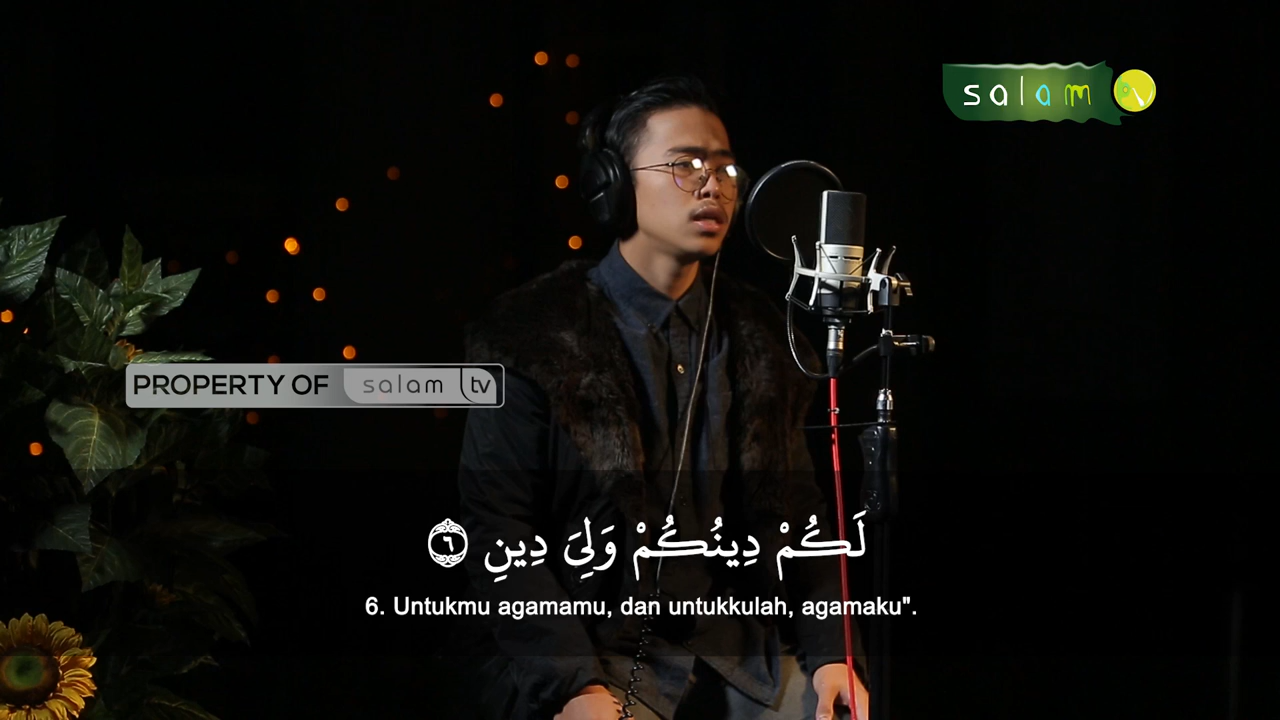 salam
PROPERTY OF salam tv
لَكُمْ دِينُكُمْ وَلِيَ دِينِ ٦
6. Untukmu agamamu, dan untukkulah, agamaku".